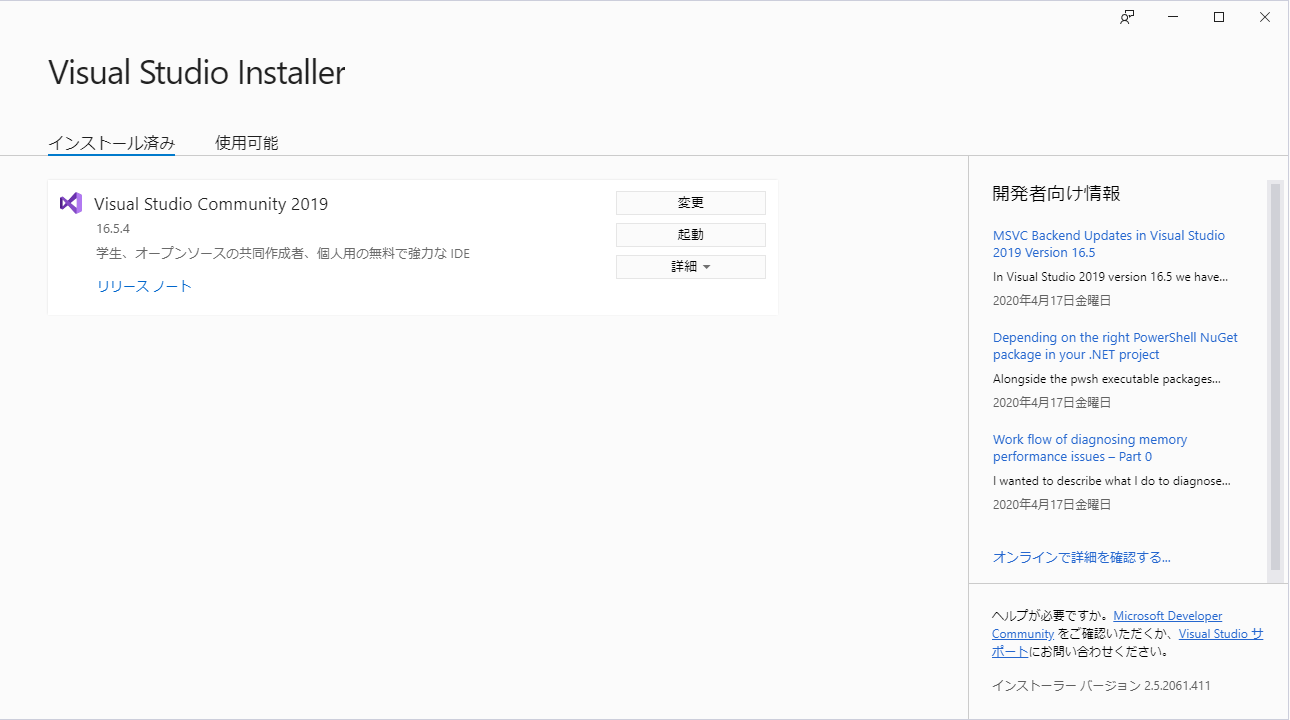 Visual Studio Installer
インストール済み
使用可能
Visual Studio Community 2019
16.5.4
学生、オープンソースの共同作成者、個人用の無料で強力な IDE
リリース ノート
変更
起動
詳細
開発者向け情報
MSVC Backend Updates in Visual Studio
2019 Version 16.5
In Visual Studio 2019 version 16.5 we have...
2020年4月17日金曜日
Depending on the right PowerShell NuGet
package in your .NET project
Alongside the pwsh executable packages...
2020年4月17日金曜日
Work flow of diagnosing memory
performance issues – Part 0
I wanted to describe what I do to diagnose...
2020年4月17日金曜日
オンラインで詳細を確認する...
ヘルプが必要ですか。Microsoft Developer
Community をご確認いただくか、Visual Studio サ
ポートにお問い合わせください。
インストーラー バージョン 2.5.2061.411